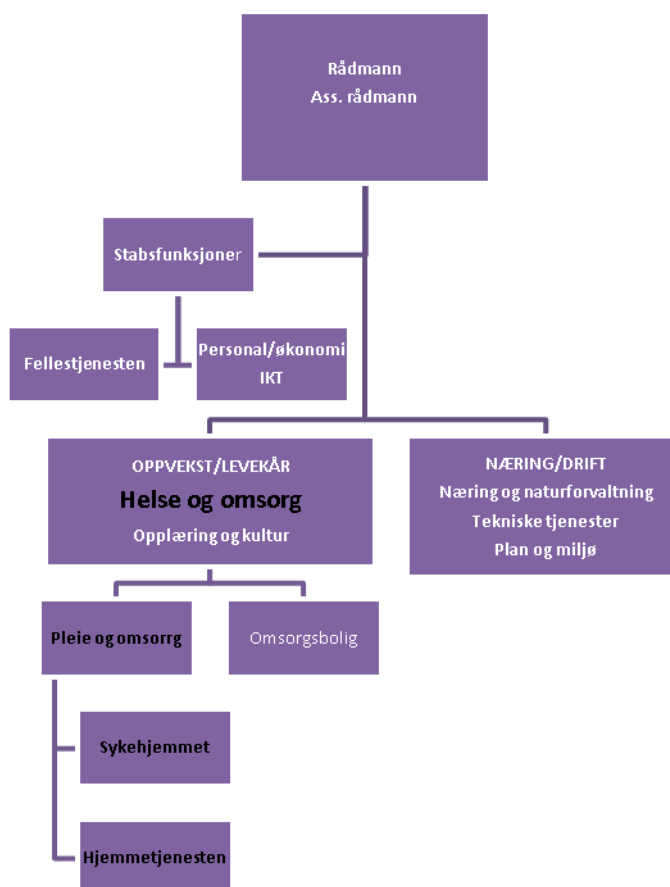 Rådmann
Ass. rådmann
Stabsfunksjoner
Fellestjenesten
Personal/økonomi
IKT
OPPVEKST/LEVEKÅR
Helse og omsorg
Opplæring og kultur
NÆRING/DRIFT
Næring og naturforvaltning
Tekniske tjenester
Plan og miljø
Pleie og omsorrg
Omsorgsbolig
Sykehjemmet
Hjemmetjenesten